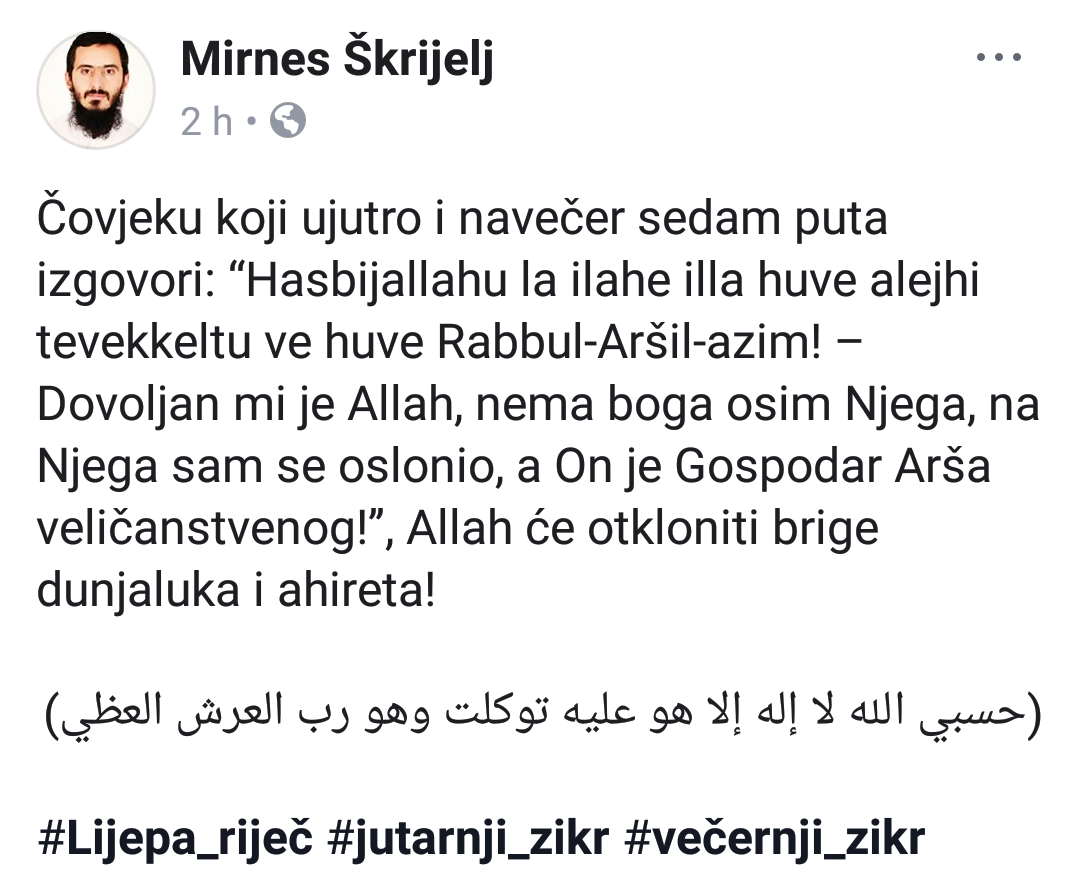 Mirnes Škrijelj
2 h •
Čovjeku koji ujutro i navečer sedam puta
izgovori: “Hasbijallahu la ilahe illa huve alejhi
tevekkeltu ve huve Rabbul-Aršil-azim! –
Dovoljan mi je Allah, nema boga osim Njega, na
Njega sam se oslonio, a On je Gospodar Arša
veličanstvenog!”, Allah će otkloniti brige
dunjaluka i ahireta!
(حسبي الله لا إله إلا هو عليه توكلت وهو رب العرش العظي)
#Lijepa_riječ #jutarnji_zikr #večernji_zikr